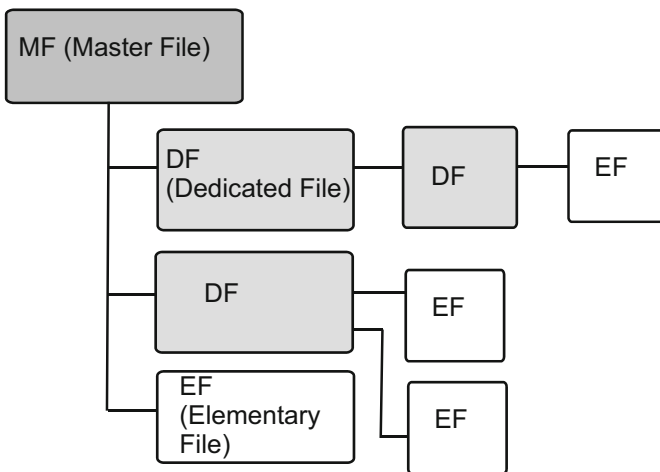 MF (Master File)
DF
(Dedicated File)
DF
EF
DF
EF
EF
(Elementary
File)
EF